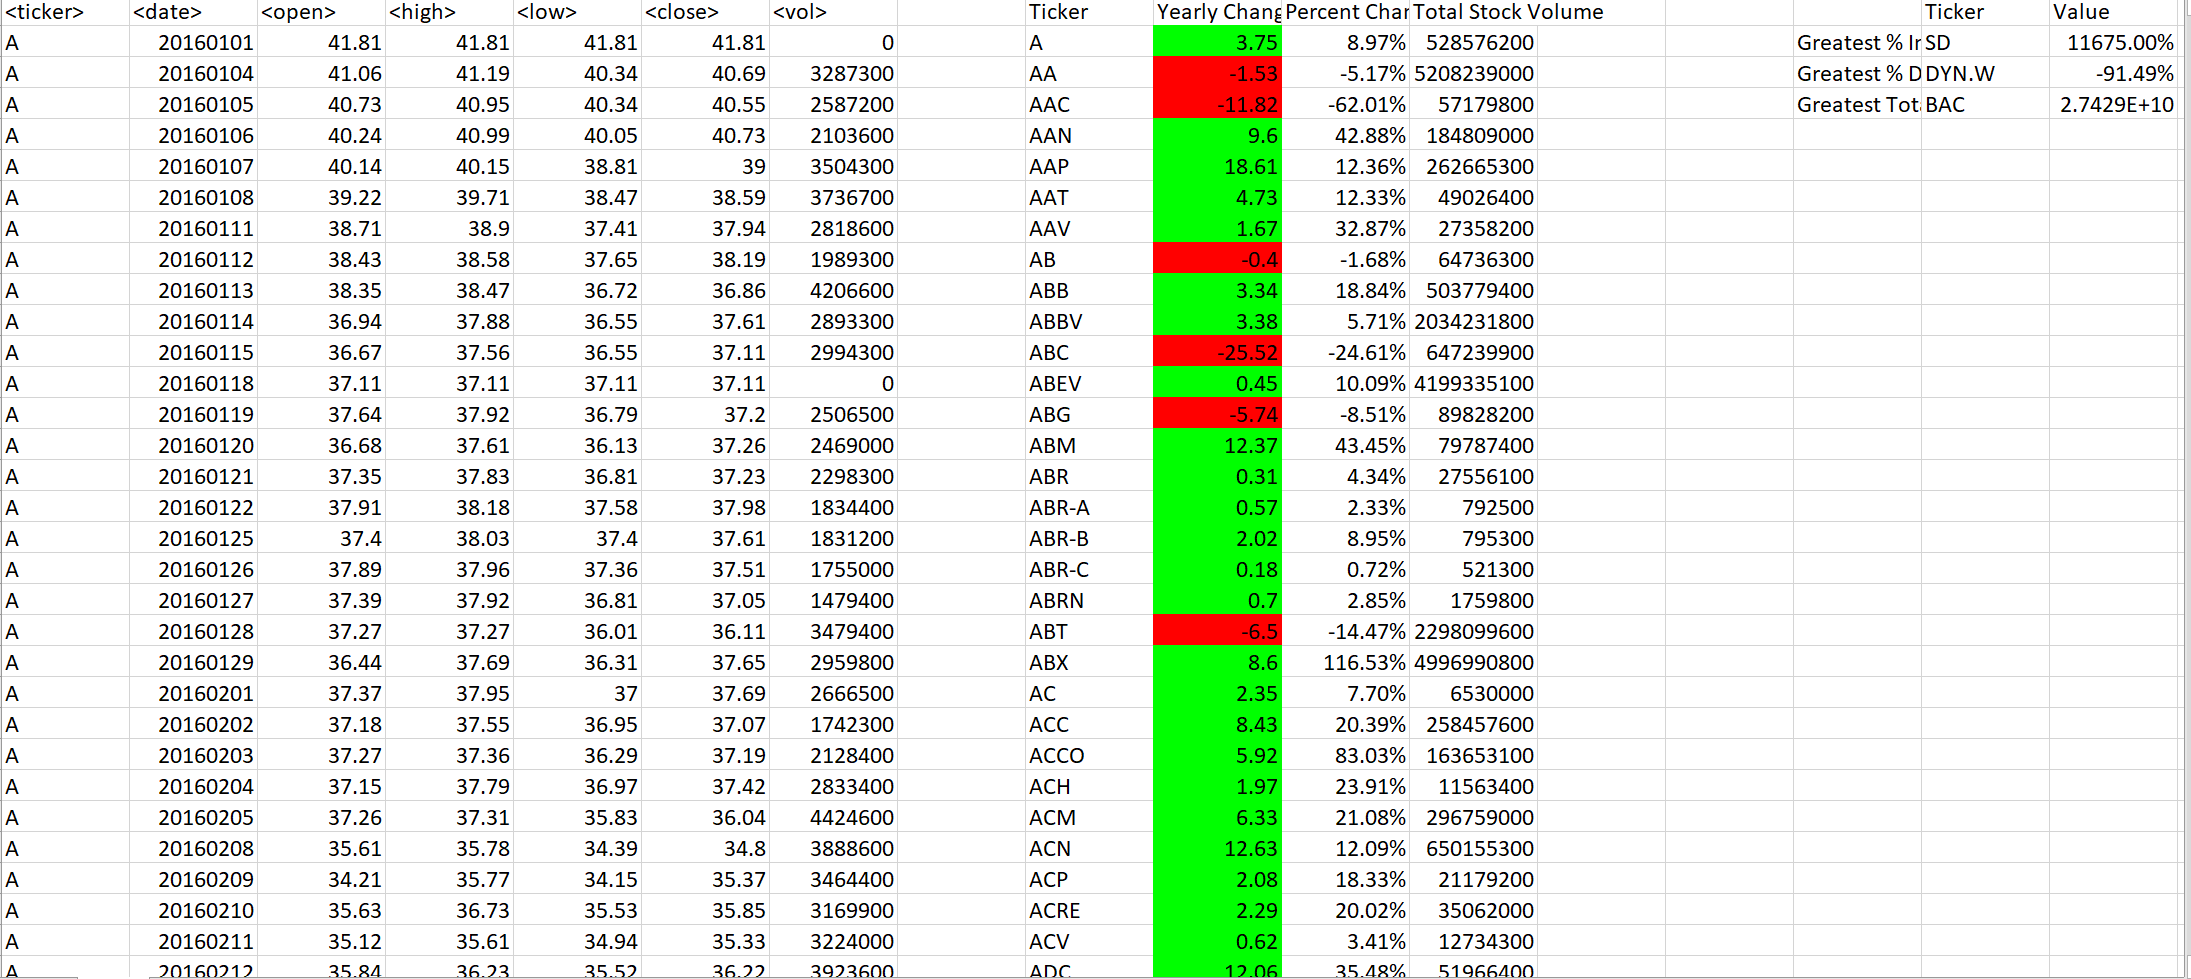 <ticker> <date> <open> <high> <low> <close> <vol> Ticker Yearly Chang Percent Char Total Stock Volume Ticker Value
A 20160101 41.81 41.81 41.81 41.81 0 A 3.75 8.97% 528576200 Greatest % Ir SD 11675.00%
A 20160104 41.06 41.19 40.34 40.69 3287300 AA -1.53 -5.17% 5208239000 Greatest % D DYN.W -91.49%
A 20160105 40.73 40.95 40.34 40.55 2587200 AAC -11.82 -62.01% 57179800 Greatest Tot BAC 2.7429E+10
A 20160106 40.24 40.99 40.05 40.73 2103600 AAN 9.6 42.88% 184809000
A 20160107 40.14 40.15 38.81 39 3504300 AAP 18.61 12.36% 262665300
A 20160108 39.22 39.71 38.47 38.59 3736700 AAT 4.73 12.33% 49026400
A 20160111 38.71 38.9 37.41 37.94 2818600 AAV 1.67 32.87% 27358200
A 20160112 38.43 38.58 37.65 38.19 1989300 AB -0.4 -1.68% 64736300
A 20160113 38.35 38.47 36.72 36.86 4206600 ABB 3.34 18.84% 503779400
A 20160114 36.94 37.88 36.55 37.61 2893300 ABBV 3.38 5.71% 2034231800
A 20160115 36.67 37.56 36.55 37.11 2994300 ABC -25.52 -24.61% 647239900
A 20160118 37.11 37.11 37.11 37.11 0 ABEV 0.45 10.09% 4199335100
A 20160119 37.64 37.92 36.79 37.2 2506500 ABG -5.74 -8.51% 89828200
A 20160120 36.68 37.61 36.13 37.26 2469000 ABM 12.37 43.45% 79787400
A 20160121 37.35 37.83 36.81 37.23 2298300 ABR 0.31 4.34% 27556100
A 20160122 37.91 38.18 37.58 37.98 1834400 ABR-A 0.57 2.33% 792500
A 20160125 37.4 38.03 37.4 37.61 1831200 ABR-B 2.02 8.95% 795300
A 20160126 37.89 37.96 37.36 37.51 1755000 ABR-C 0.18 0.72% 521300
A 20160127 37.39 37.92 36.81 37.05 1479400 ABRN 0.7 2.85% 1759800
A 20160128 37.27 37.27 36.01 36.11 3479400 ABT -6.5 -14.47% 2298099600
A 20160129 36.44 37.69 36.31 37.65 2959800 ABX 8.6 116.53% 4996990800
A 20160201 37.37 37.95 37 37.69 2666500 AC 2.35 7.70% 6530000
A 20160202 37.18 37.55 36.95 37.07 1742300 ACC 8.43 20.39% 258457600
A 20160203 37.27 37.36 36.29 37.19 2128400 ACCO 5.92 83.03% 163653100
A 20160204 37.15 37.79 36.97 37.42 2833400 ACH 1.97 23.91% 11563400
A 20160205 37.26 37.31 35.83 36.04 4424600 ACM 6.33 21.08% 296759000
A 20160208 35.61 35.78 34.39 34.8 3888600 ACN 12.63 12.09% 650155300
A 20160209 34.21 35.77 34.15 35.37 3464400 ACP 2.08 18.33% 21179200
A 20160210 35.63 36.73 35.53 35.85 3169900 ACRE 2.29 20.02% 35062000
A 20160211 35.12 35.61 34.94 35.33 3224000 ACV 0.62 3.41% 12734300
A 20160212 35.84 36.23 35.52 36.22 3923600 ADC 12.06 35.48% 51966400